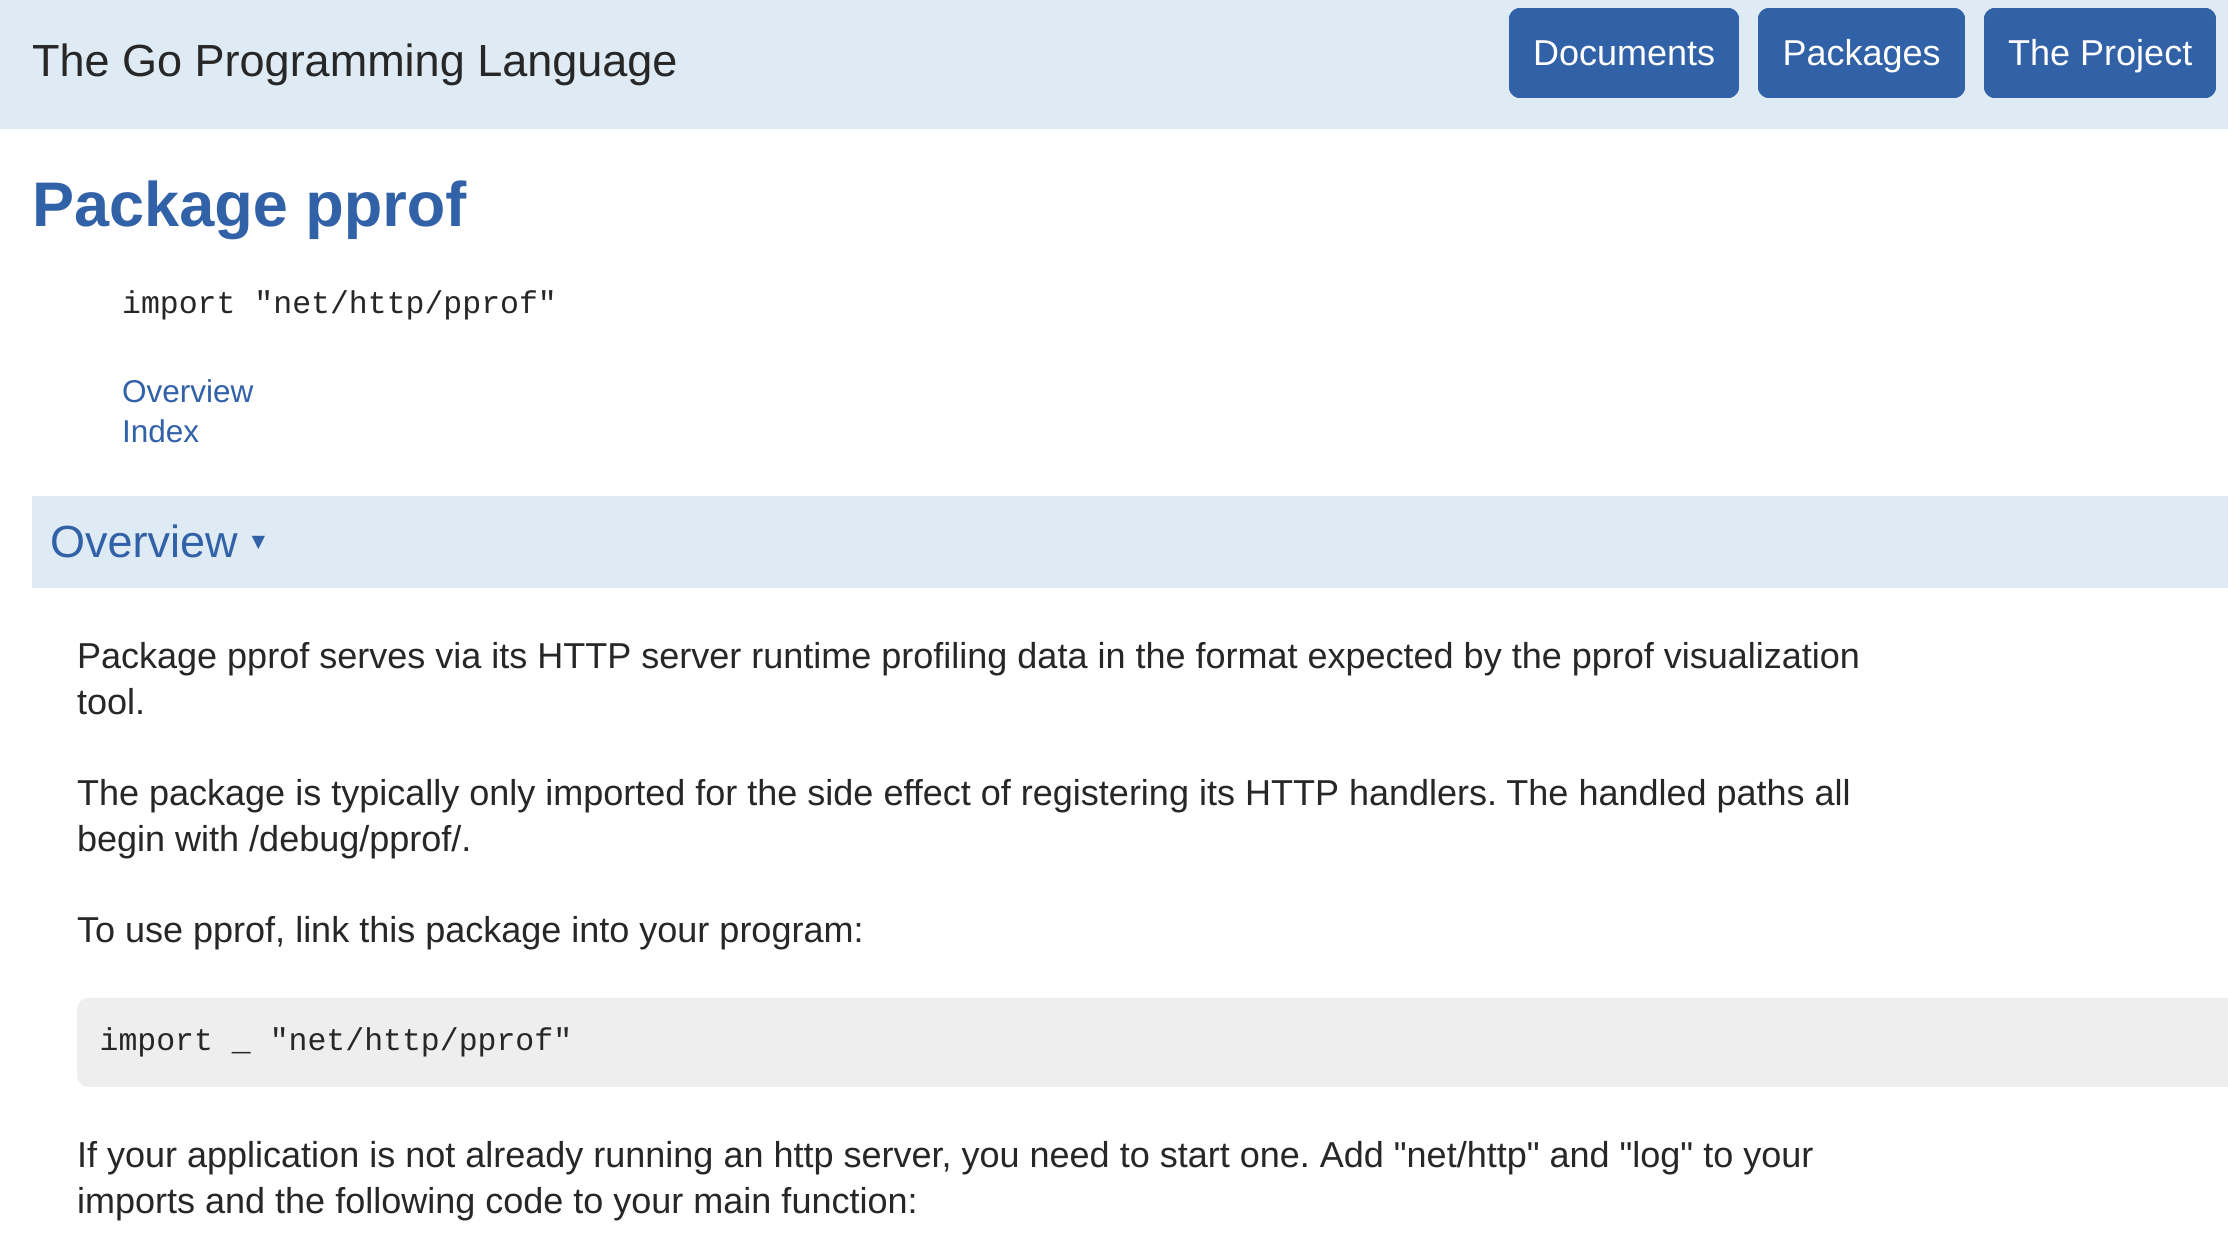 The Go Programming Language
Documents
Packages
The Project
Package pprof
import "net/http/pprof"
Overview
Index
Overview ▾
Package pprof serves via its HTTP server runtime profiling data in the format expected by the pprof visualization
tool.
The package is typically only imported for the side effect of registering its HTTP handlers. The handled paths all
begin with /debug/pprof/.
To use pprof, link this package into your program:
import _ "net/http/pprof"
If your application is not already running an http server, you need to start one. Add "net/http" and "log" to your
imports and the following code to your main function: